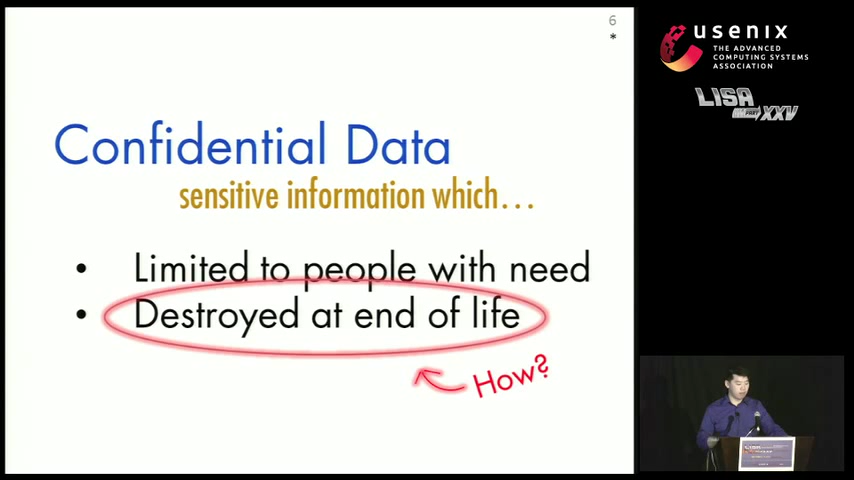 6
*
usenix
THE ADVANCED
COMPUTING SYSTEMS
ASSOCIATION
LISA
XXV
Confidential Data
sensitive information which...
• Limited to people with need
• Destroyed at end of life
How?